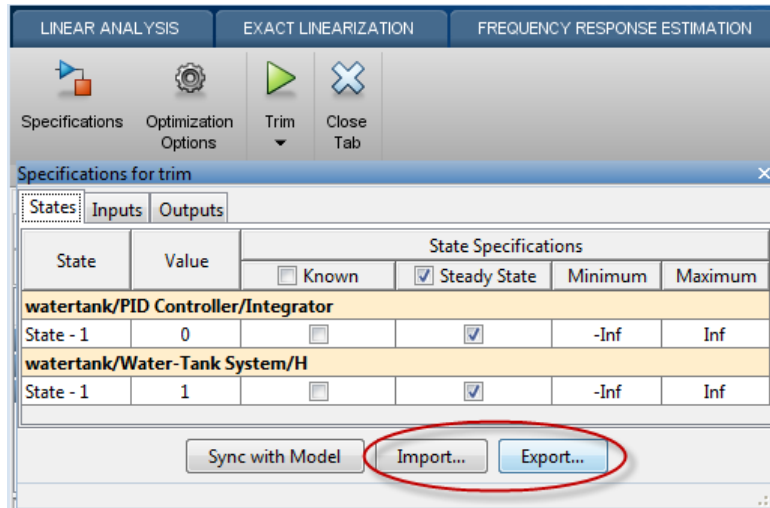 LINEAR ANALYSIS EXACT LINEARIZATION FREQUENCY RESPONSE ESTIMATION
Specifications Optimization Options Trim Close Tab
Specifications for trim
States Inputs Outputs
State Value State Specifications
Known Steady State Minimum Maximum
watertank/PID Controller/Integrator
State - 1 0 -Inf Inf
watertank/Water-Tank System/H
State - 1 1 -Inf Inf
Sync with Model Import... Export...